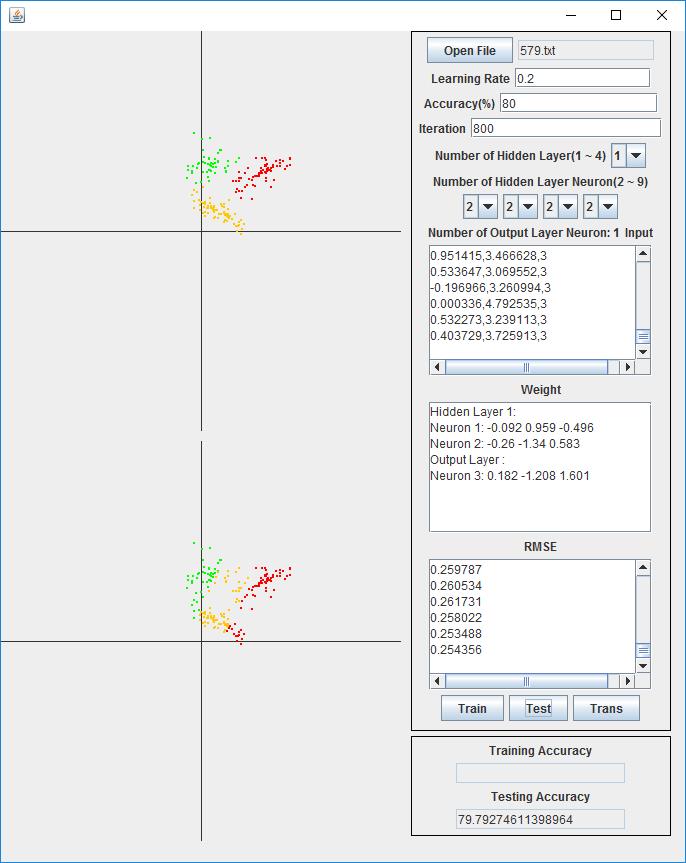 Open File 579.txt
Learning Rate 0.2
Accuracy(%) 80
Iteration 800
Number of Hidden Layer(1 ~ 4) 1
Number of Hidden Layer Neuron(2 ~ 9)
2 2 2 2
Number of Output Layer Neuron: 1 Input
0.951415,3.466628,3
0.533647,3.069552,3
-0.196966,3.260994,3
0.000336,4.792535,3
0.532273,3.239113,3
0.403729,3.725913,3
Weight
Hidden Layer 1:
Neuron 1: -0.092 0.959 -0.496
Neuron 2: -0.26 -1.34 0.583
Output Layer :
Neuron 3: 0.182 -1.208 1.601
RMSE
0.259787
0.260534
0.261731
0.258022
0.253488
0.254356
Train Test Trans
Training Accuracy
Testing Accuracy
79.79274611398964